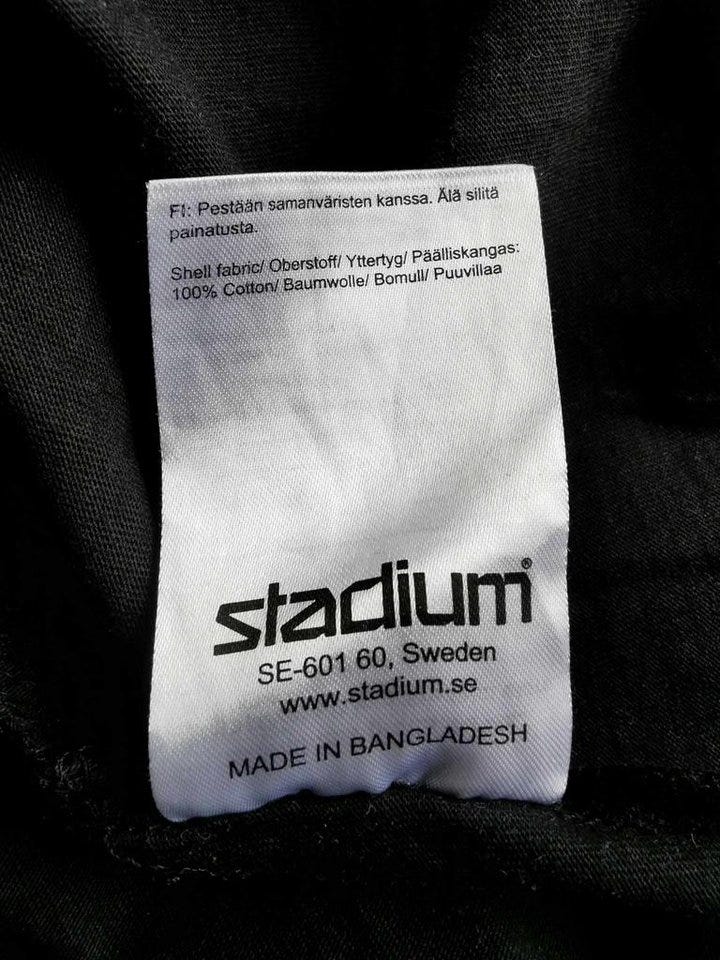 FI: Pestään samanväristen kanssa. Älä silitä
painatusta.
Shell fabric/ Oberstoff/ Yttertyg/ Päälliskangas:
100% Cotton/ Baumwolle/ Bomull/ Puuvillaa
stadium®
SE-601 60, Sweden
www.stadium.se
MADE IN BANGLADESH